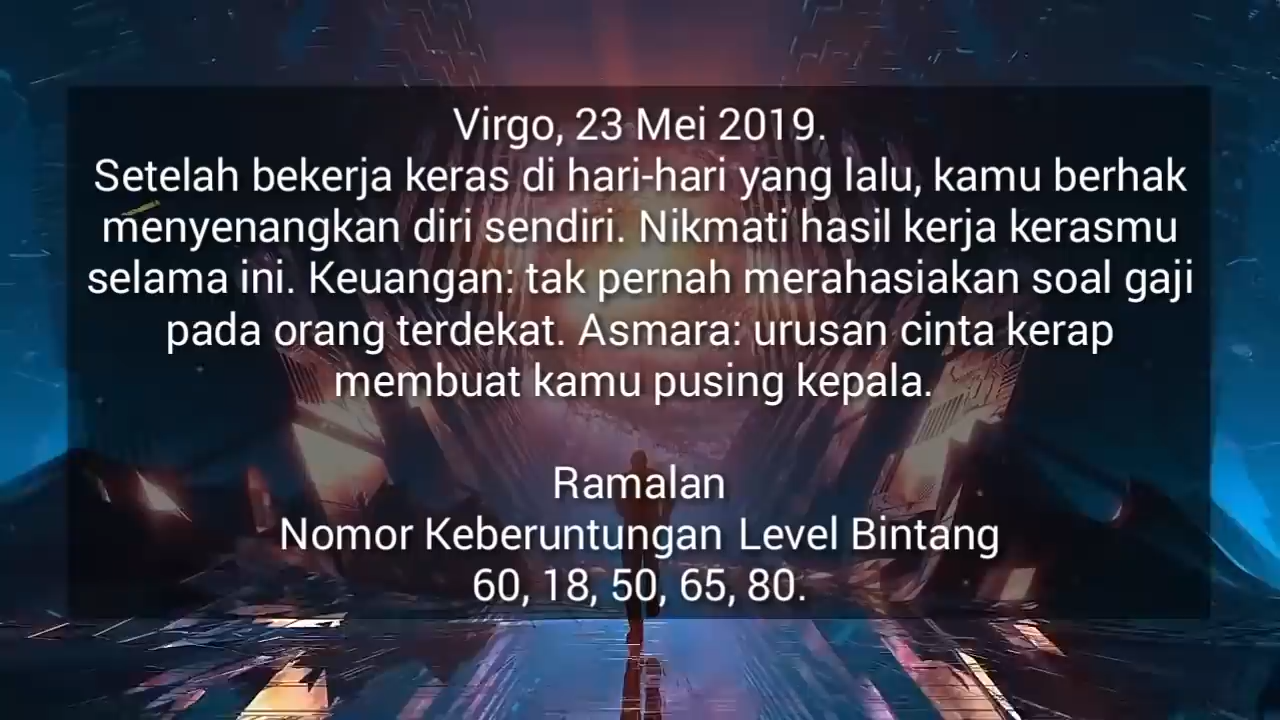 Virgo, 23 Mei 2019.
Setelah bekerja keras di hari-hari yang lalu, kamu berhak
menyenangkan diri sendiri. Nikmati hasil kerja kerasmu
selama ini. Keuangan: tak pernah merahasiakan soal gaji
pada orang terdekat. Asmara: urusan cinta kerap
membuat kamu pusing kepala.
Ramalan
Nomor Keberuntungan Level Bintang
60, 18, 50, 65, 80.